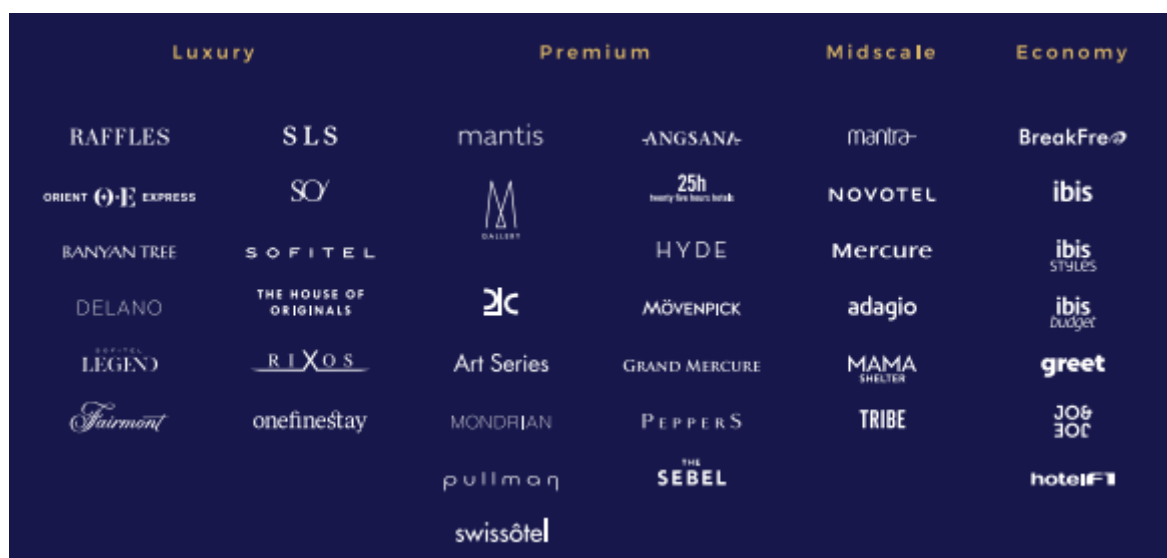 Luxury
Premium
Midscale
Economy
RAFFLES
ORIENT O·E EXPRESS
BANYAN TREE
DELANO
SOFITEL
LEGEND
Fairmont
SLS
SO/
SOFITEL
THE HOUSE OF
ORIGINALS
RIXOS
onefinestay
mantis
M
GALLERY
21c
Art Series
MONDRIAN
pullman
swissôtel
ANGSANA
25h
twenty five hours hotels
HYDE
MÖVENPICK
GRAND MERCURE
PEPPERS
THE
SEBEL
mantra
NOVOTEL
Mercure
adagio
MAMA
SHELTER
TRIBE
BreakFree
ibis
ibis
STYLES
ibis
budget
greet
JO&
JOE
hotelF1